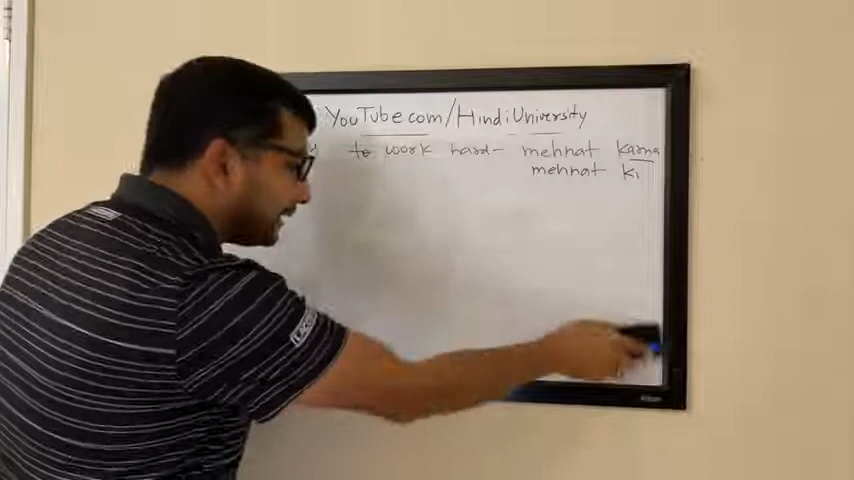 YouTube.com/HindiUniversity
to work hard - mehnat karna
mehnat ki